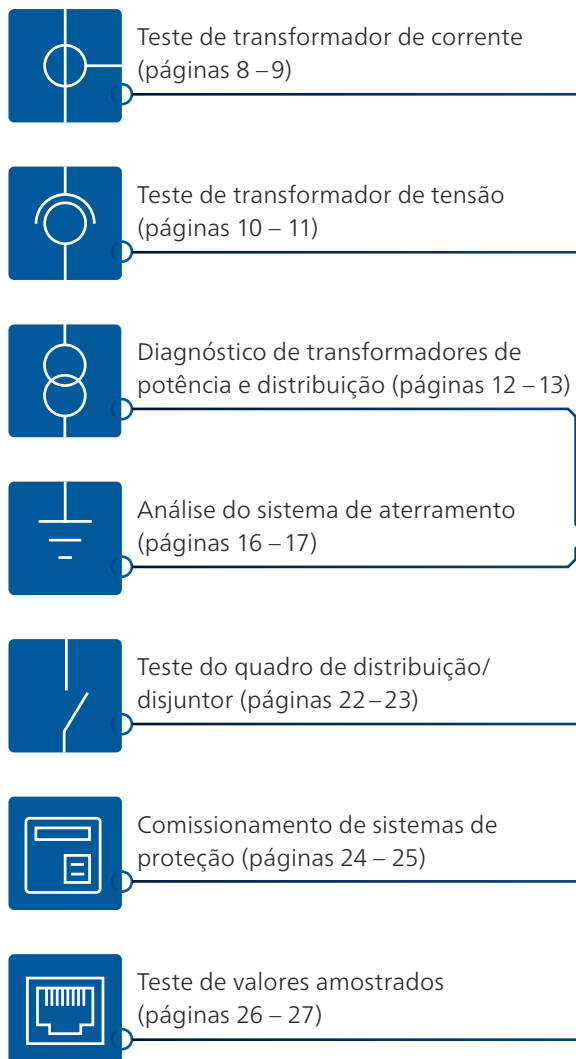 Teste de transformador de corrente
(páginas 8 – 9)
Teste de transformador de tensão
(páginas 10 – 11)
Diagnóstico de transformadores de
potência e distribuição (páginas 12 – 13)
Análise do sistema de aterramento
(páginas 16 – 17)
Teste do quadro de distribuição/
disjuntor (páginas 22 – 23)
Comissionamento de sistemas de
proteção (páginas 24 – 25)
Teste de valores amostrados
(páginas 26 – 27)